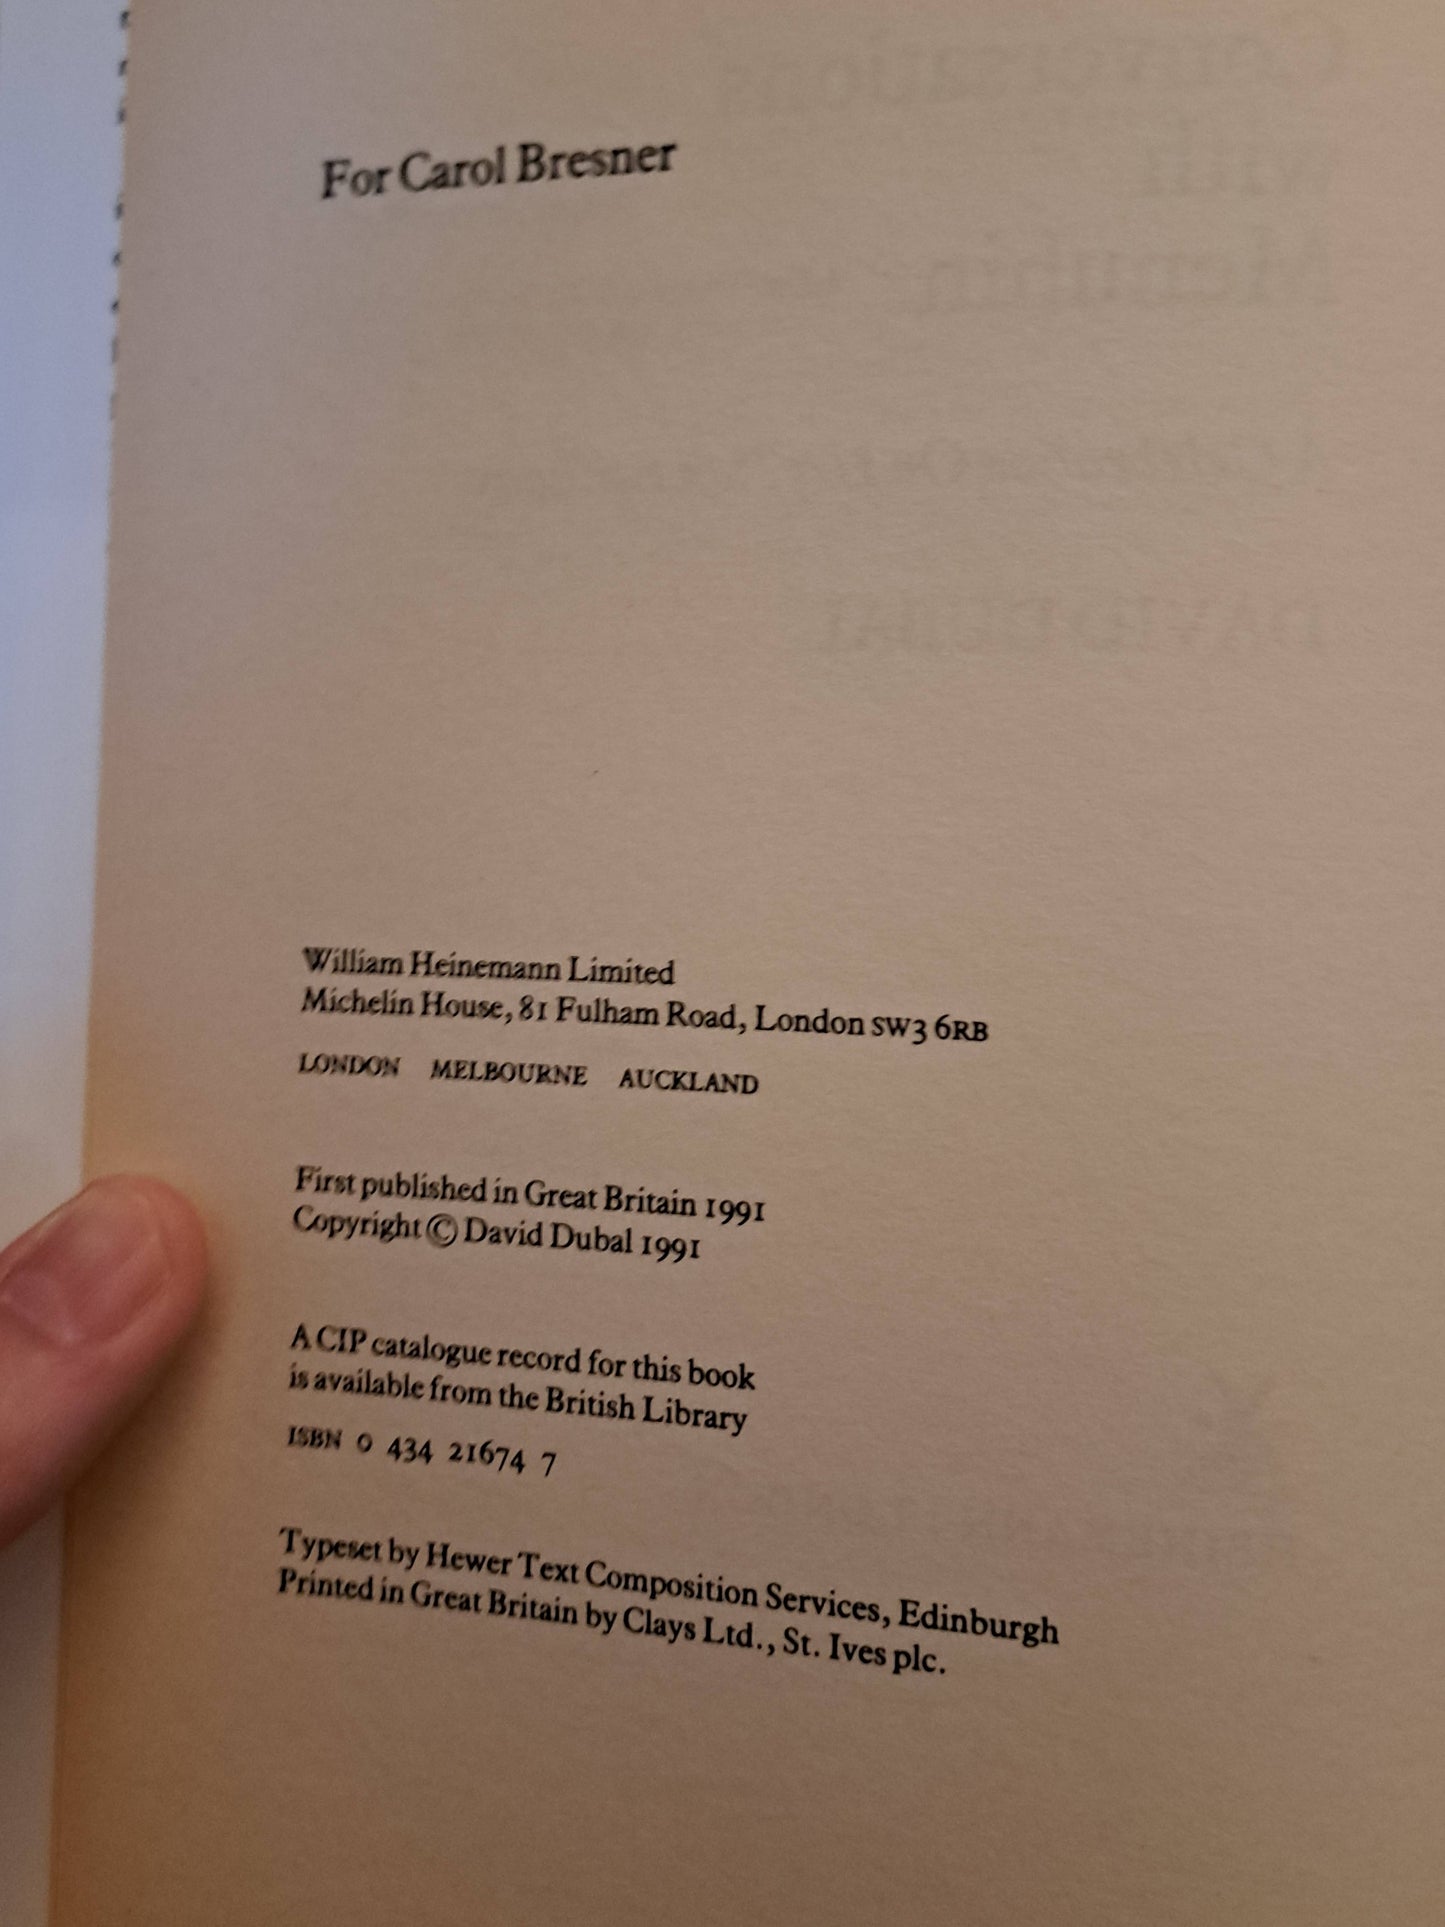 For Carol Bresner
William Heinemann Limited
Michelin House, 81 Fulham Road, London SW3 6RB
LONDON MELBOURNE AUCKLAND
First published in Great Britain 1991
Copyright © David Dubal 1991
A CIP catalogue record for this book
is available from the British Library
ISBN 0 434 21674 7
Typeset by Hewer Text Composition Services, Edinburgh
Printed in Great Britain by Clays Ltd., St. Ives plc.